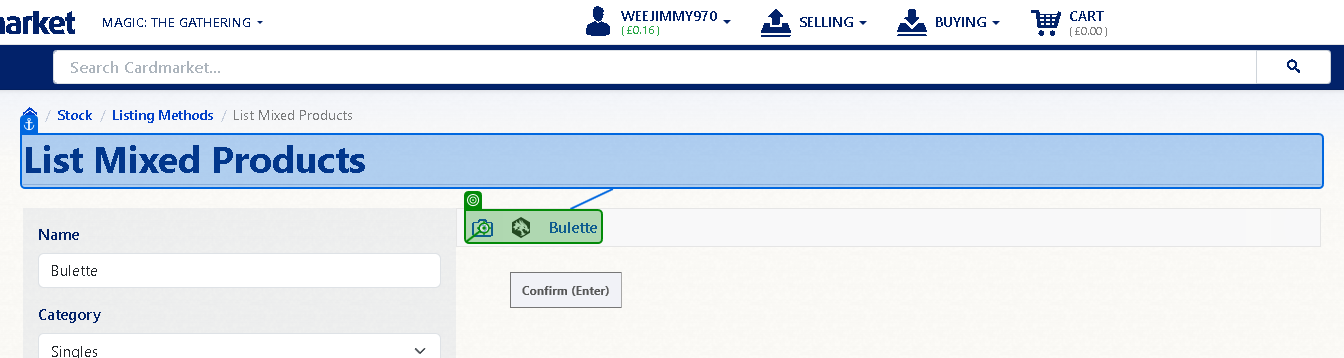 market
MAGIC: THE GATHERING
WEEJIMMY970
( £0.16 )
SELLING
BUYING
CART
( £0.00 )
Search Cardmarket...
/ Stock / Listing Methods / List Mixed Products
List Mixed Products
Bulette
Name
Bulette
Confirm (Enter)
Category
Singles